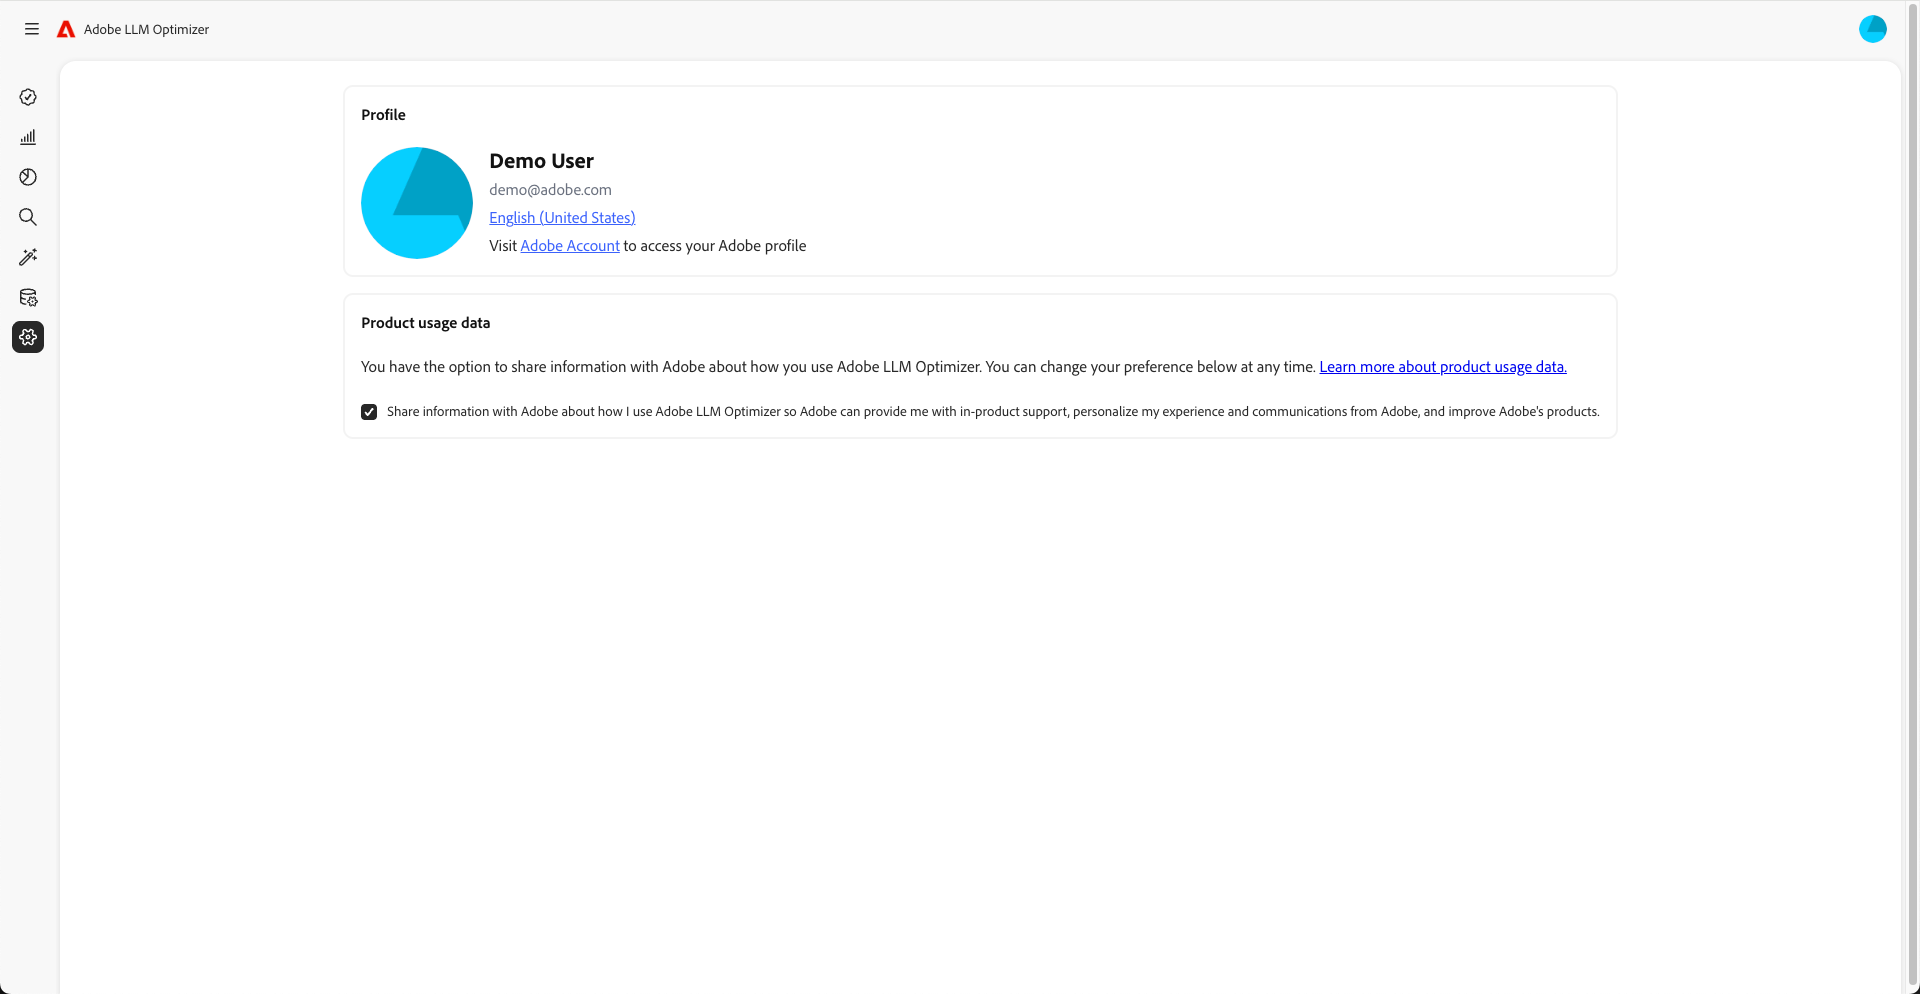 Adobe LLM Optimizer
Profile
Demo User
demo@adobe.com
English (United States)
Visit Adobe Account to access your Adobe profile
Product usage data
You have the option to share information with Adobe about how you use Adobe LLM Optimizer. You can change your preference below at any time. Learn more about product usage data.
Share information with Adobe about how I use Adobe LLM Optimizer so Adobe can provide me with in-product support, personalize my experience and communications from Adobe, and improve Adobe's products.